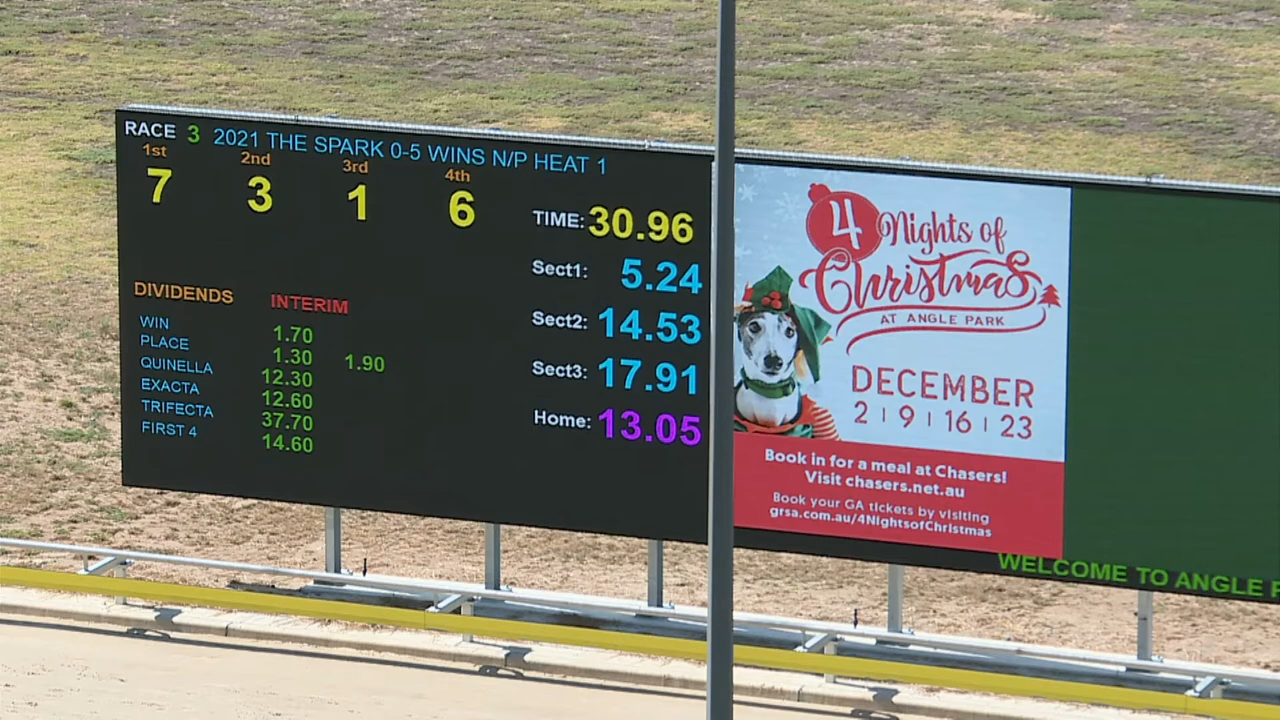 RACE 3 2021 THE SPARK 0-5 WINS N/P HEAT 1
1st 2nd 3rd 4th
7 3 1 6
TIME: 30.96
Sect1: 5.24
Sect2: 14.53
Sect3: 17.91
Home: 13.05
DIVIDENDS INTERIM
WIN 1.70
PLACE 1.30 1.90
QUINELLA 12.30
EXACTA 12.60
TRIFECTA 37.70
FIRST 4 14.60
4 Nights of
Christmas
AT ANGLE PARK
DECEMBER
2 | 9 | 16 | 23
Book in for a meal at Chasers!
Visit chasers.net.au
Book your GA tickets by visiting
grsa.com.au/4NightsofChristmas
WELCOME TO ANGLE